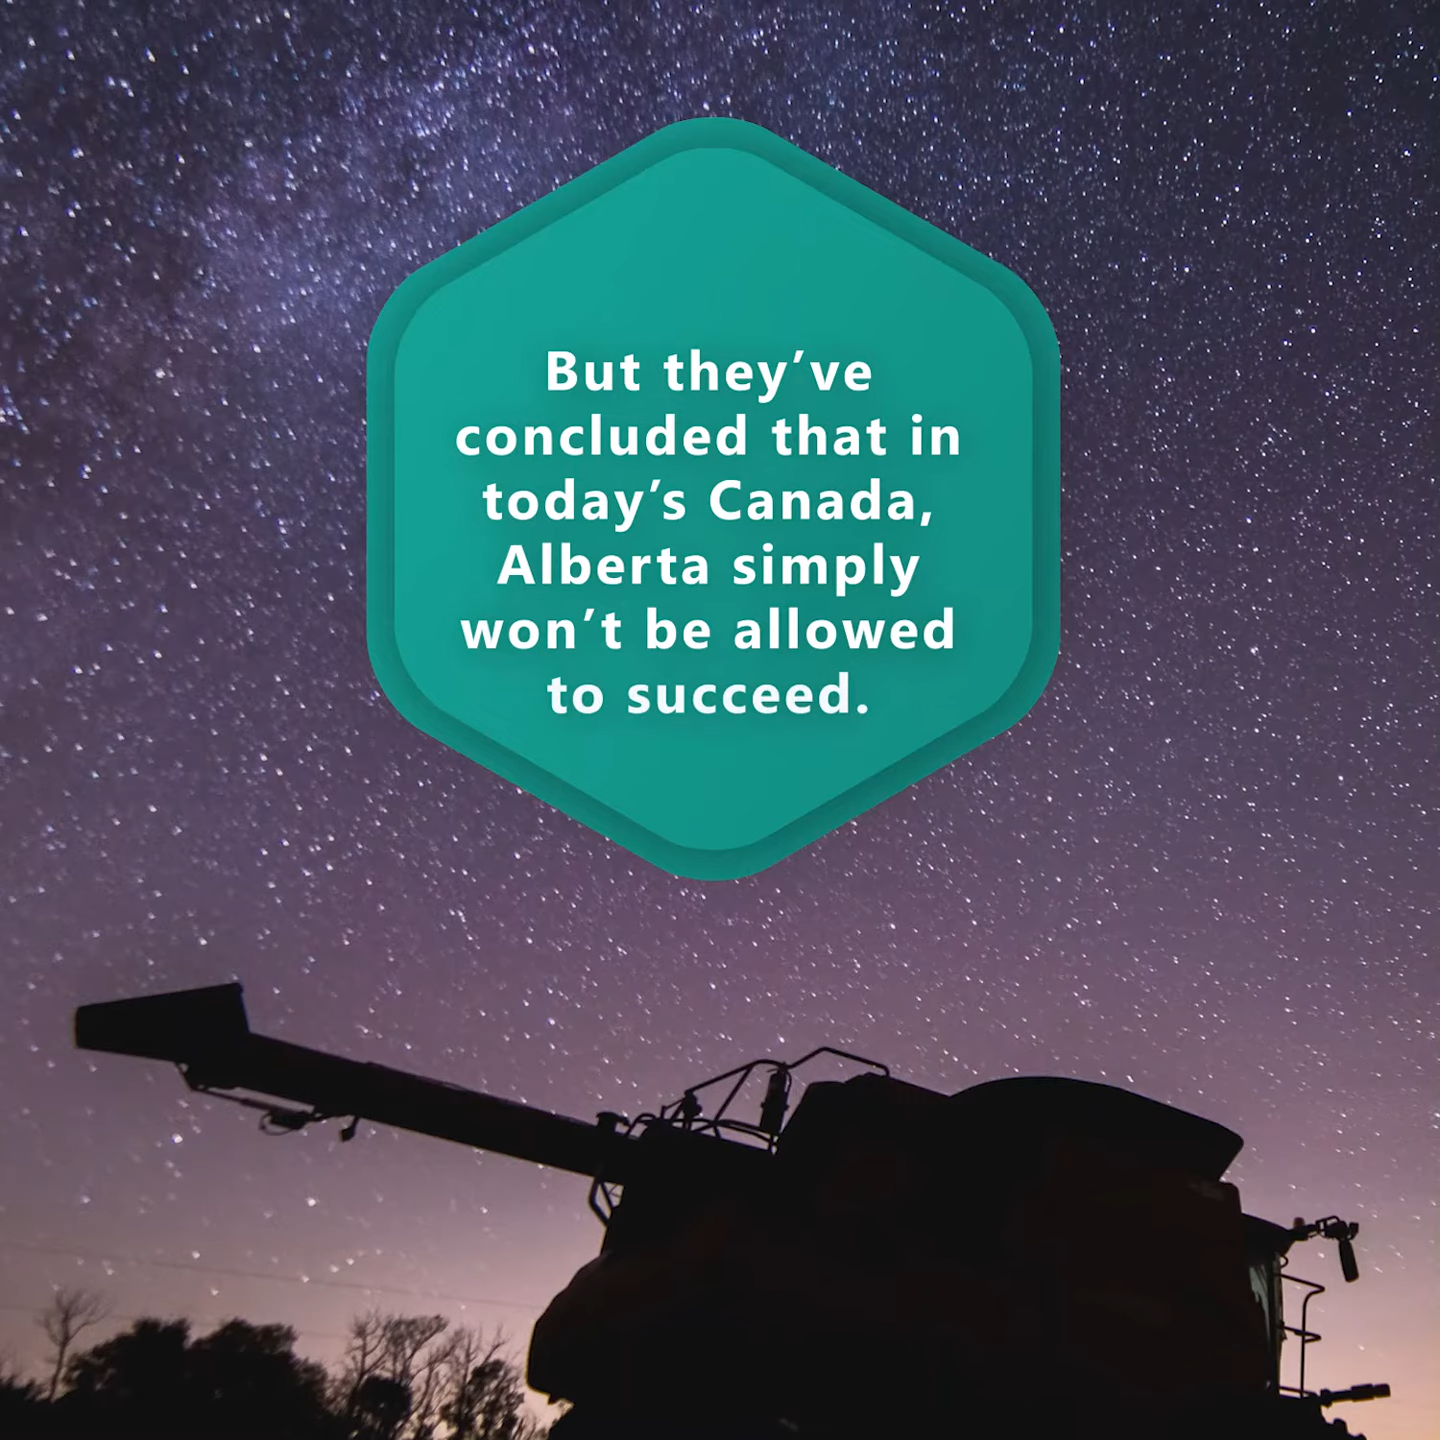 But they’ve
concluded that in
today’s Canada,
Alberta simply
won’t be allowed
to succeed.